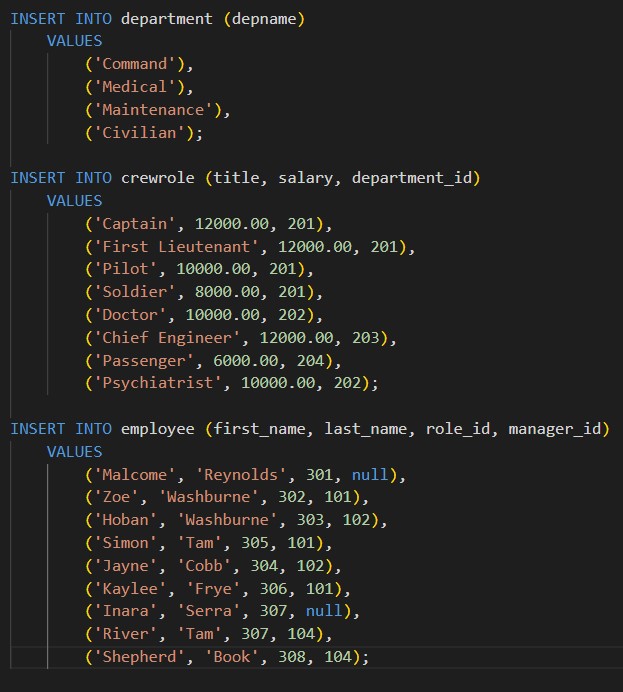 INSERT INTO department (depname)
VALUES
('Command'),
('Medical'),
('Maintenance'),
('Civilian');
INSERT INTO crewrole (title, salary, department_id)
VALUES
('Captain', 12000.00, 201),
('First Lieutenant', 12000.00, 201),
('Pilot', 10000.00, 201),
('Soldier', 8000.00, 201),
('Doctor', 10000.00, 202),
('Chief Engineer', 12000.00, 203),
('Passenger', 6000.00, 204),
('Psychiatrist', 10000.00, 202);
INSERT INTO employee (first_name, last_name, role_id, manager_id)
VALUES
('Malcome', 'Reynolds', 301, null),
('Zoe', 'Washburne', 302, 101),
('Hoban', 'Washburne', 303, 102),
('Simon', 'Tam', 305, 101),
('Jayne', 'Cobb', 304, 102),
('Kaylee', 'Frye', 306, 101),
('Inara', 'Serra', 307, null),
('River', 'Tam', 307, 104),
('Shepherd', 'Book', 308, 104);